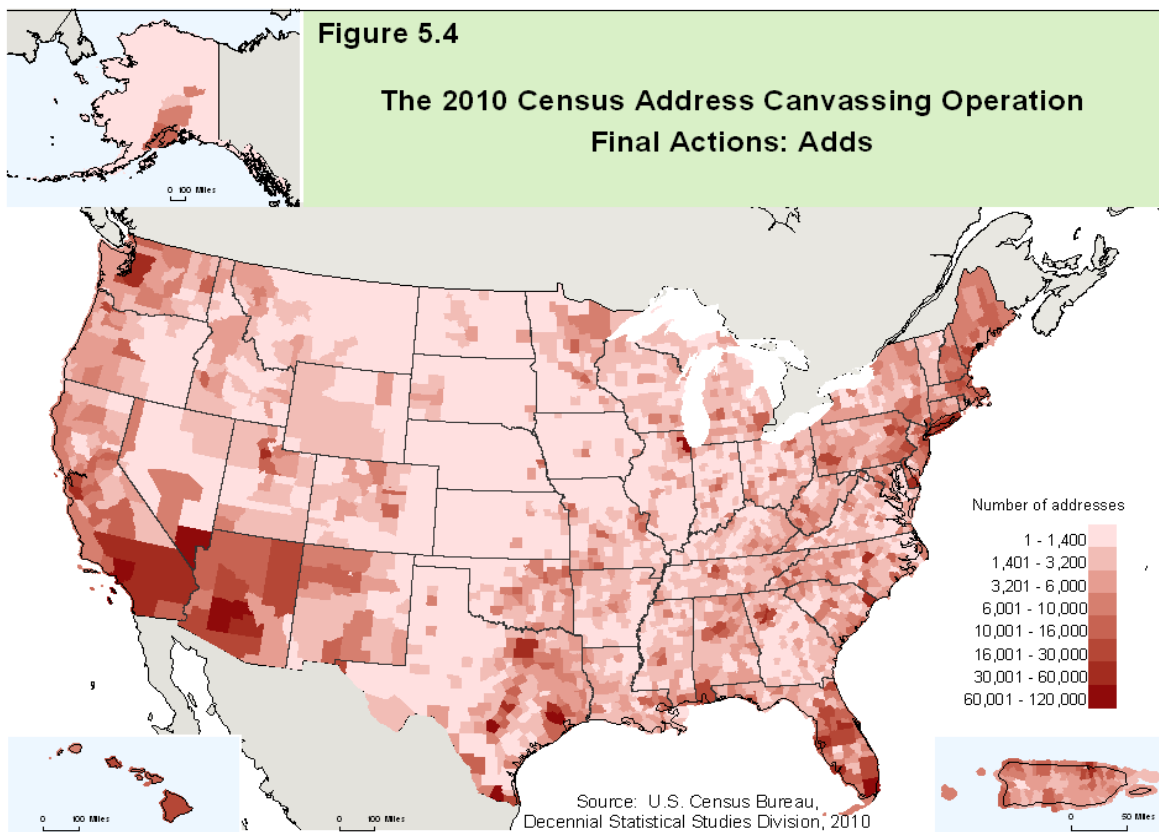 Figure 5.4
The 2010 Census Address Canvassing Operation
Final Actions: Adds
0 100 Miles
Number of addresses
1 - 1,400
1,401 - 3,200
3,201 - 6,000
6,001 - 10,000
10,001 - 16,000
16,001 - 30,000
30,001 - 60,000
60,001 - 120,000
Source: U.S. Census Bureau,
Decennial Statistical Studies Division, 2010
0 100 Miles
0 100 Miles
0 50 Miles